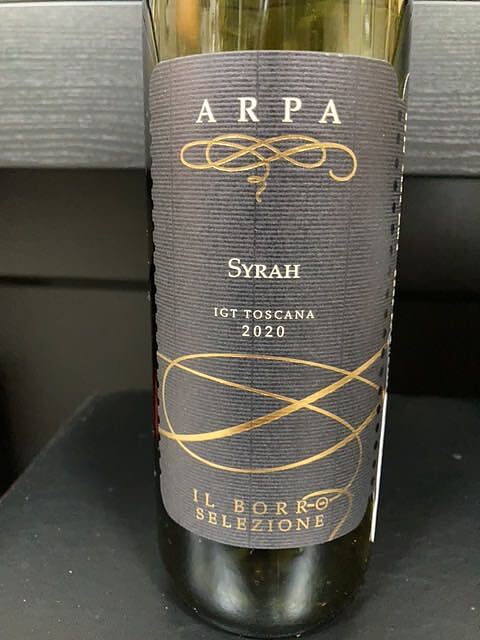 ARPA
SYRAH
IGT TOSCANA
2020
IL BORRO
SELEZIONE